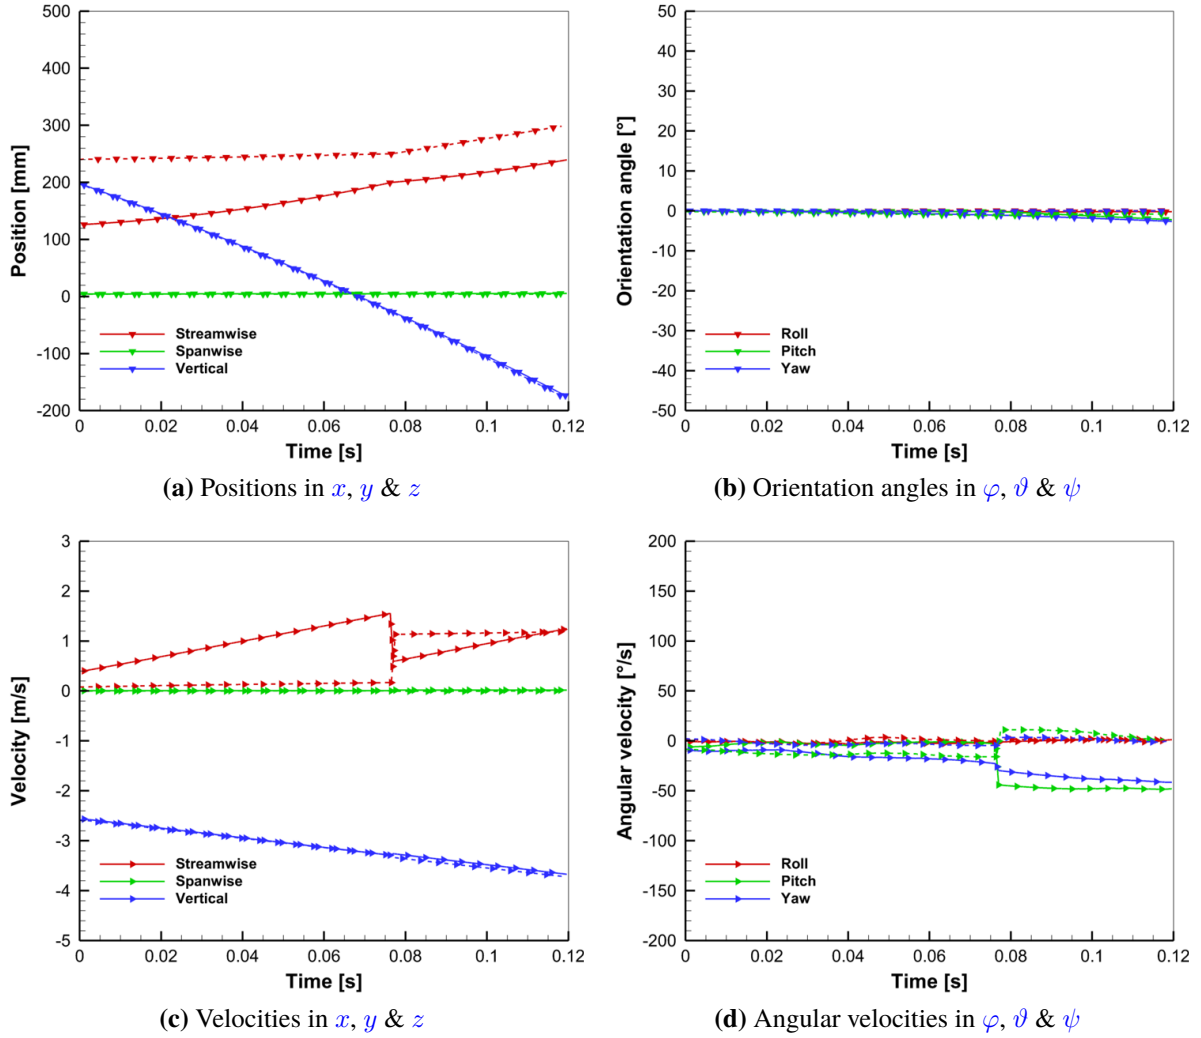 500
400
300
200
100
0
-100
-200
Position [mm]
0 0.02 0.04 0.06 0.08 0.1 0.12
Time [s]
Streamwise
Spanwise
Vertical
(a) Positions in x, y & z
50
40
30
20
10
0
-10
-20
-30
-40
-50
Orientation angle [°]
0 0.02 0.04 0.06 0.08 0.1 0.12
Time [s]
Roll
Pitch
Yaw
(b) Orientation angles in φ, ϑ & ψ
3
2
1
0
-1
-2
-3
-4
-5
Velocity [m/s]
0 0.02 0.04 0.06 0.08 0.1 0.12
Time [s]
Streamwise
Spanwise
Vertical
(c) Velocities in x, y & z
200
150
100
50
0
-50
-100
-150
-200
Angular velocity [°/s]
0 0.02 0.04 0.06 0.08 0.1 0.12
Time [s]
Roll
Pitch
Yaw
(d) Angular velocities in φ, ϑ & ψ